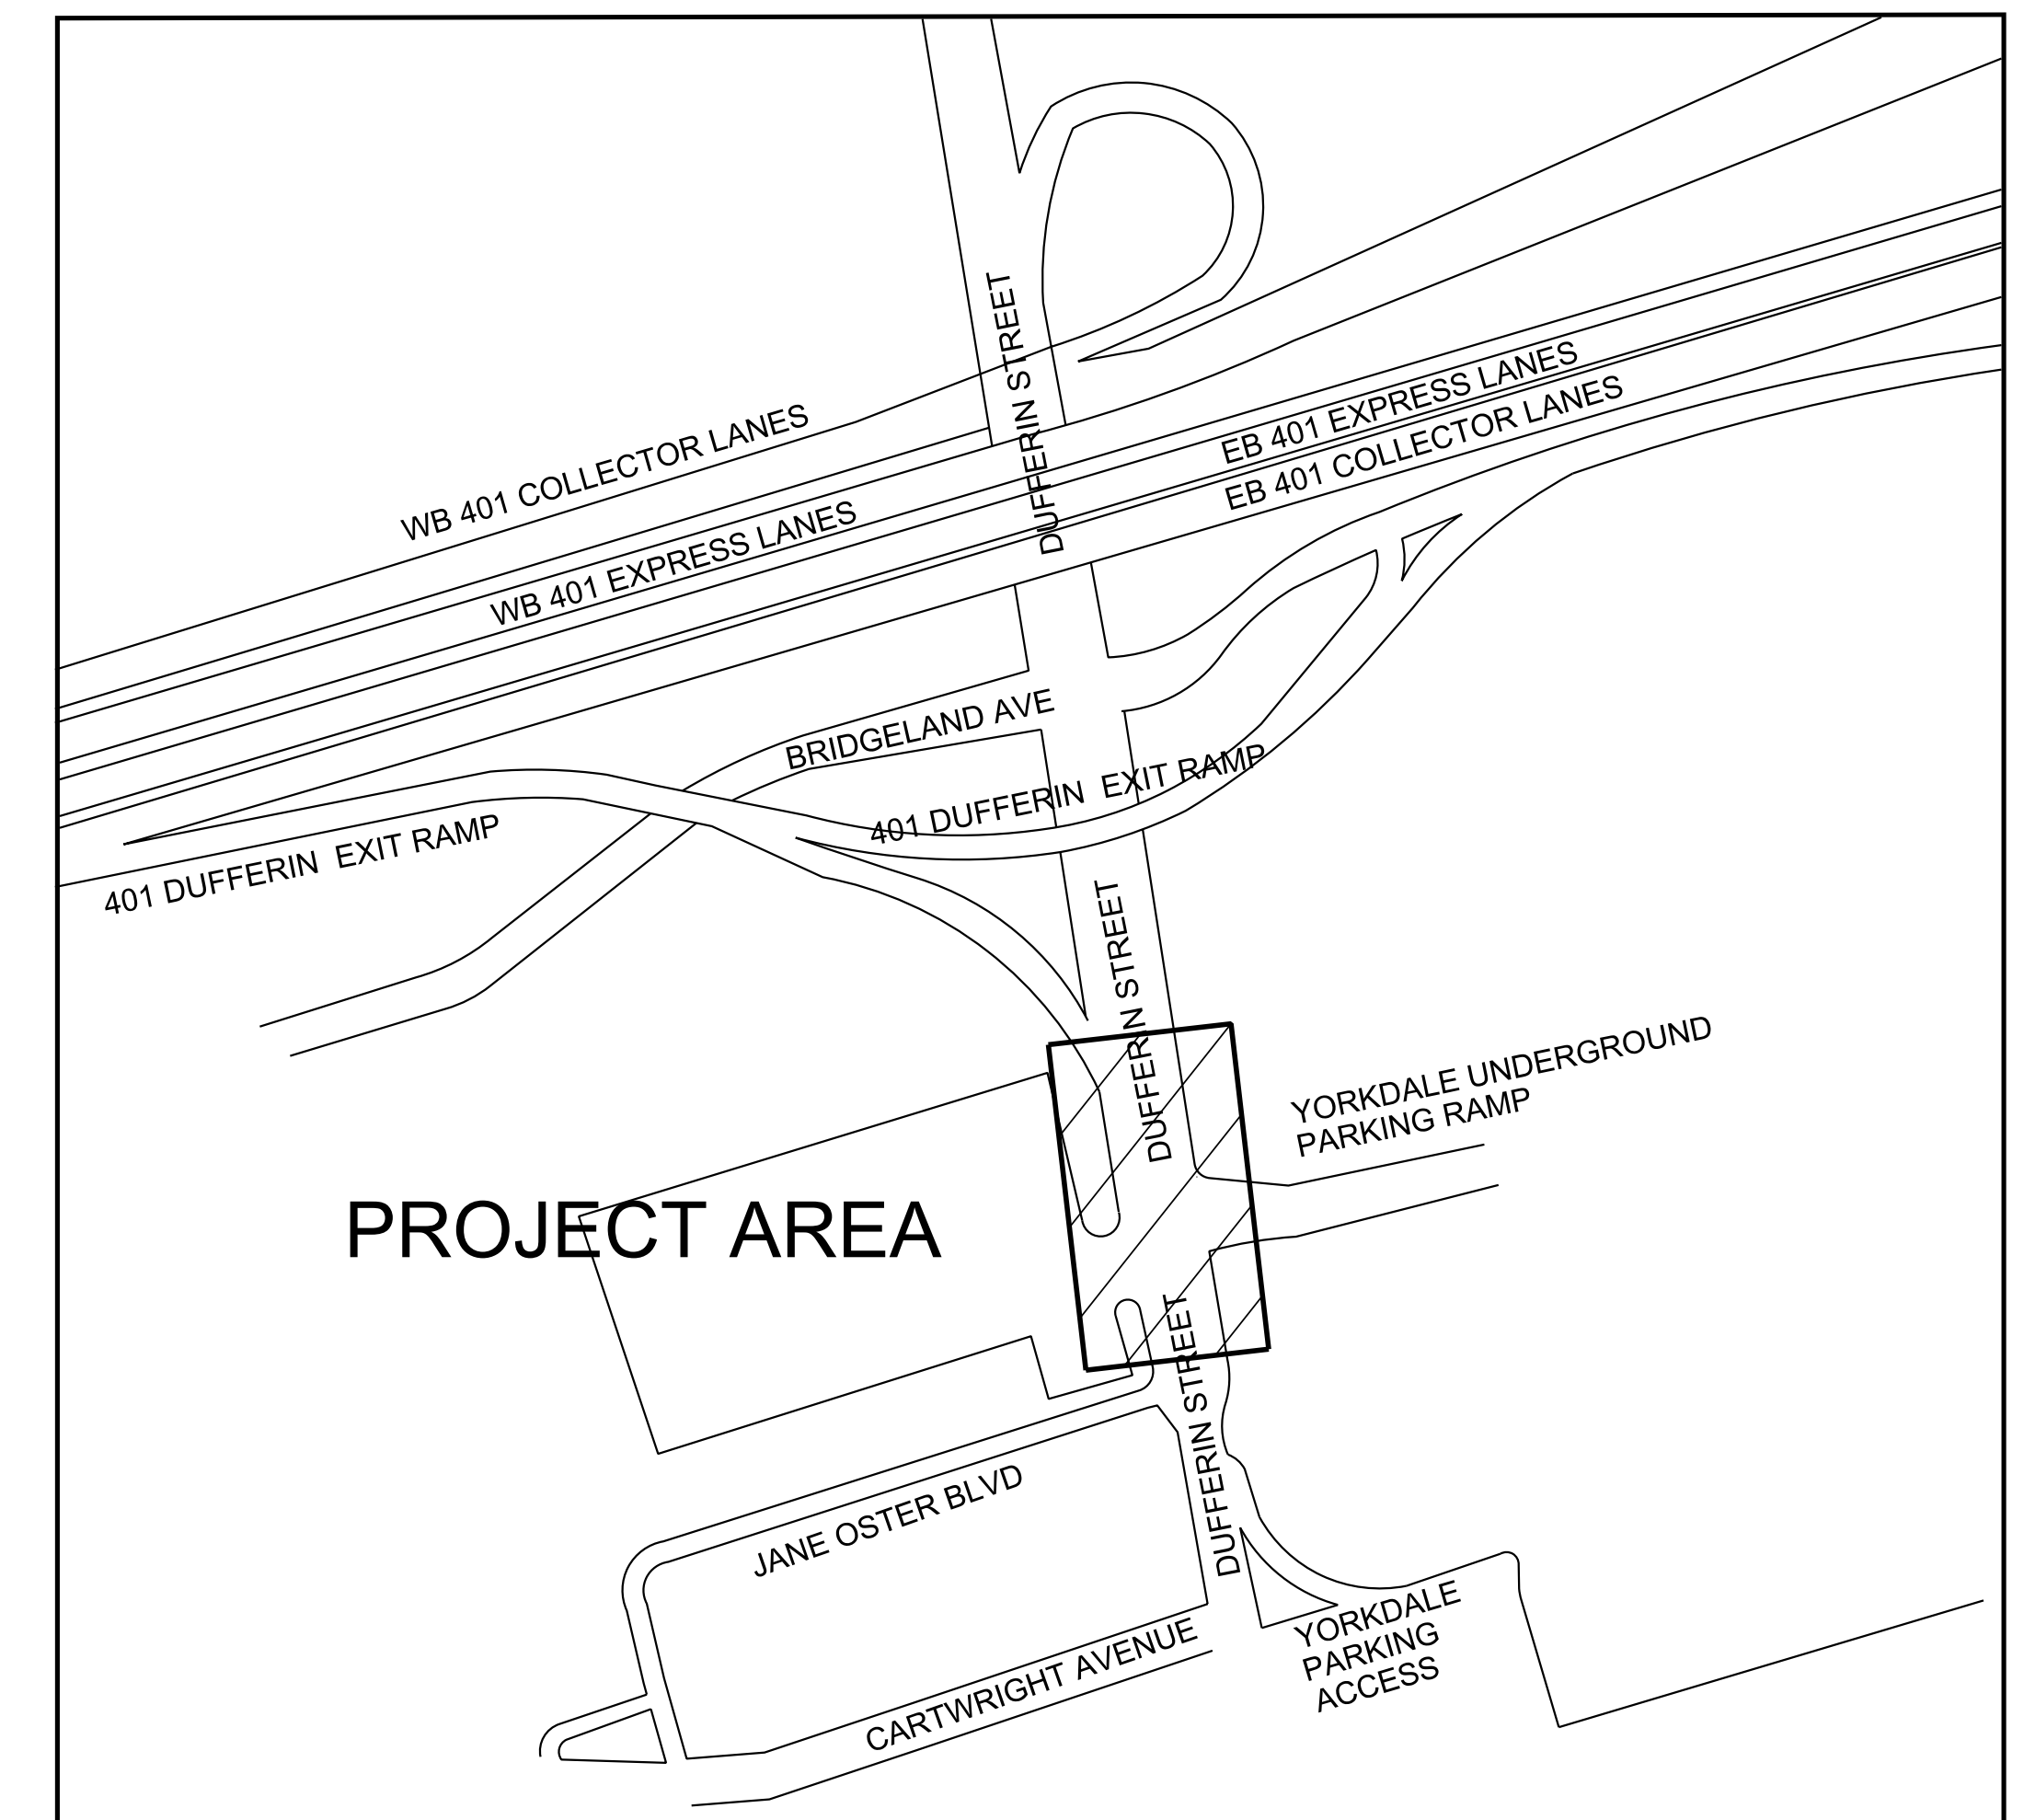 DUFFERIN STREET
WB 401 COLLECTOR LANES
EB 401 EXPRESS LANES
EB 401 COLLECTOR LANES
WB 401 EXPRESS LANES
BRIDGELAND AVE
401 DUFFERIN EXIT RAMP
401 DUFFERIN EXIT RAMP
DUFFERIN STREET
YORKDALE UNDERGROUND
PARKING RAMP
PROJECT AREA
DUFFERIN STREET
JANE OSTER BLVD
CARTWRIGHT AVENUE
YORKDALE
PARKING
ACCESS